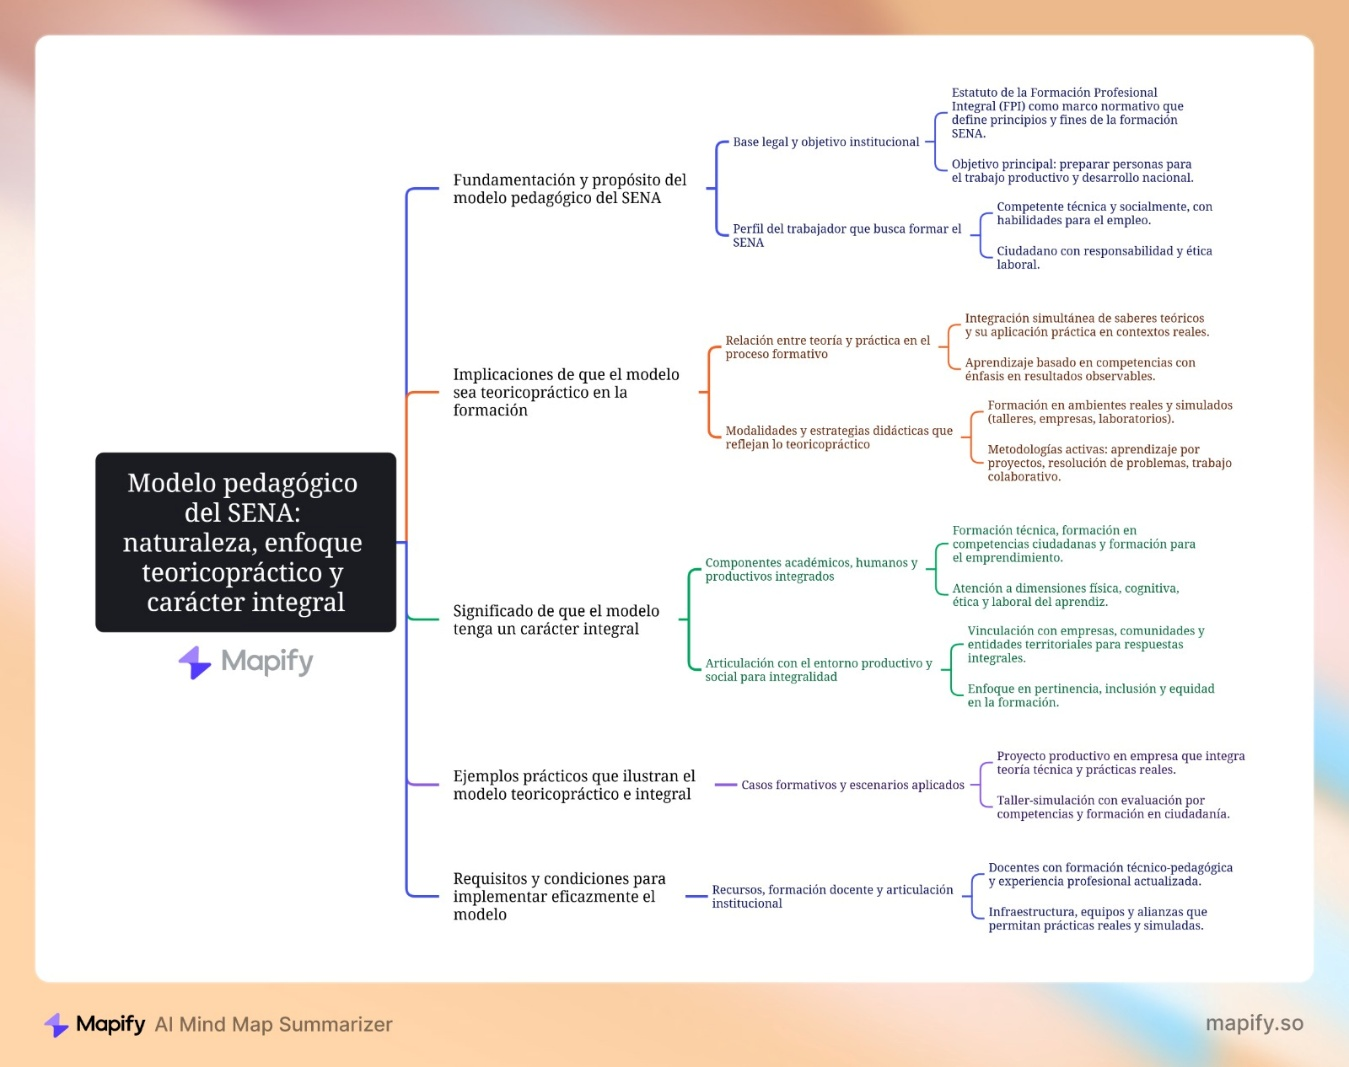 Modelo pedagógico
del SENA:
naturaleza, enfoque
teoricopráctico y
carácter integral
Mapify
Fundamentación y propósito del
modelo pedagógico del SENA
Base legal y objetivo institucional
Estatuto de la Formación Profesional
Integral (FPI) como marco normativo que
define principios y fines de la formación
SENA.
Objetivo principal: preparar personas para
el trabajo productivo y desarrollo nacional.
Perfil del trabajador que busca formar el
SENA
Competente técnica y socialmente, con
habilidades para el empleo.
Ciudadano con responsabilidad y ética
laboral.
Implicaciones de que el modelo
sea teoricopráctico en la
formación
Relación entre teoría y práctica en el
proceso formativo
Integración simultánea de saberes teóricos
y su aplicación práctica en contextos reales.
Aprendizaje basado en competencias con
énfasis en resultados observables.
Modalidades y estrategias didácticas que
reflejan lo teoricopráctico
Formación en ambientes reales y simulados
(talleres, empresas, laboratorios).
Metodologías activas: aprendizaje por
proyectos, resolución de problemas, trabajo
colaborativo.
Significado de que el modelo
tenga un carácter integral
Componentes académicos, humanos y
productivos integrados
Formación técnica, formación en
competencias ciudadanas y formación para
el emprendimiento.
Atención a dimensiones física, cognitiva,
ética y laboral del aprendiz.
Articulación con el entorno productivo y
social para integralidad
Vinculación con empresas, comunidades y
entidades territoriales para respuestas
integrales.
Enfoque en pertinencia, inclusión y equidad
en la formación.
Ejemplos prácticos que ilustran el
modelo teoricopráctico e integral
Casos formativos y escenarios aplicados
Proyecto productivo en empresa que integra
teoría técnica y prácticas reales.
Taller-simulación con evaluación por
competencias y formación en ciudadanía.
Requisitos y condiciones para
implementar eficazmente el
modelo
Recursos, formación docente y articulación
institucional
Docentes con formación técnico-pedagógica
y experiencia profesional actualizada.
Infraestructura, equipos y alianzas que
permitan prácticas reales y simuladas.
Mapify AI Mind Map Summarizer
mapify.so